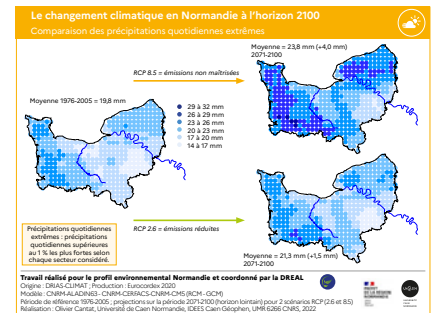 Le changement climatique en Normandie à l'horizon 2100
Comparaison des précipitations quotidiennes extrêmes
Moyenne = 23,8 mm (+4,0 mm)
2071-2100
RCP 8.5 = émissions non maîtrisées
Moyenne 1976-2005 = 19,8 mm
29 à 32 mm
26 à 29 mm
23 à 26 mm
20 à 23 mm
17 à 20 mm
14 à 17 mm
RCP 2.6 = émissions réduites
Précipitations quotidiennes
extrêmes : précipitations
quotidiennes supérieures
au 1 % les plus fortes selon
chaque secteur considéré.
Moyenne = 21,3 mm (+1,5 mm)
2071-2100
Travail réalisé pour le profil environnemental Normandie et coordonné par la DREAL
Origine : DRIAS-CLIMAT ; Production : Eurocordex 2020
Modèle : CNRM-ALADIN63 - CNRM-CERFACS-CNRM-CM5 (RCM - GCM)
Période de référence 1976-2005 ; projections sur la période 2071-2100 (horizon lointain) pour 2 scénarios RCP (2.6 et 8.5)
Réalisation : Olivier Cantat, Université de Caen Normandie, IDEES Caen Géophen, UMR 6266 CNRS, 2022